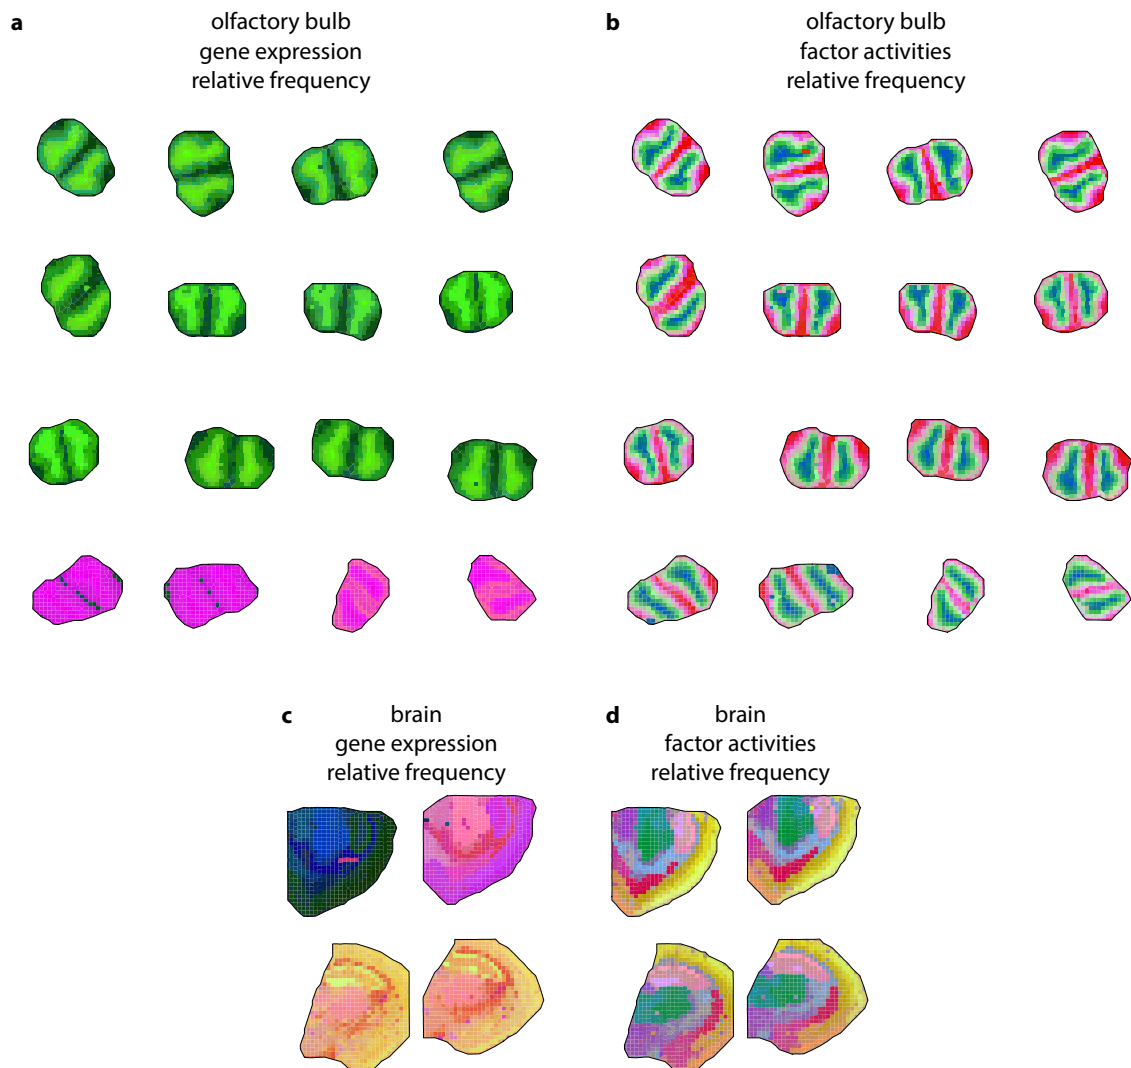 a
olfactory bulb
gene expression
relative frequency
b
olfactory bulb
factor activities
relative frequency
c
brain
gene expression
relative frequency
d
brain
factor activities
relative frequency